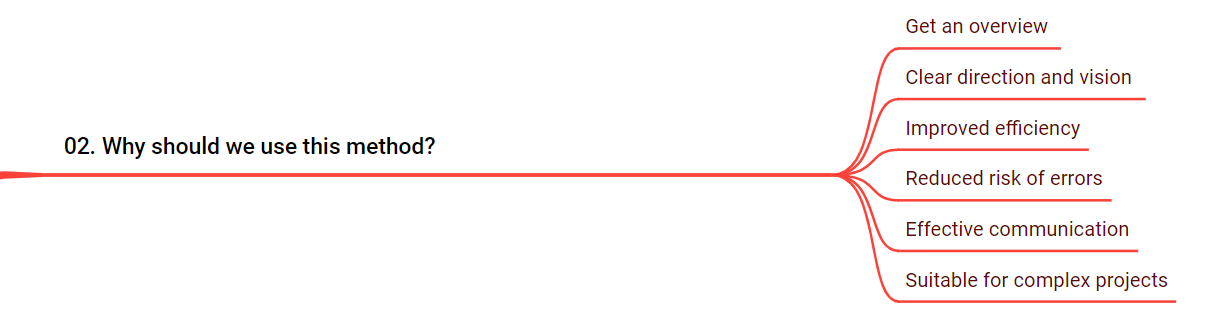 02. Why should we use this method?
Get an overview
Clear direction and vision
Improved efficiency
Reduced risk of errors
Effective communication
Suitable for complex projects